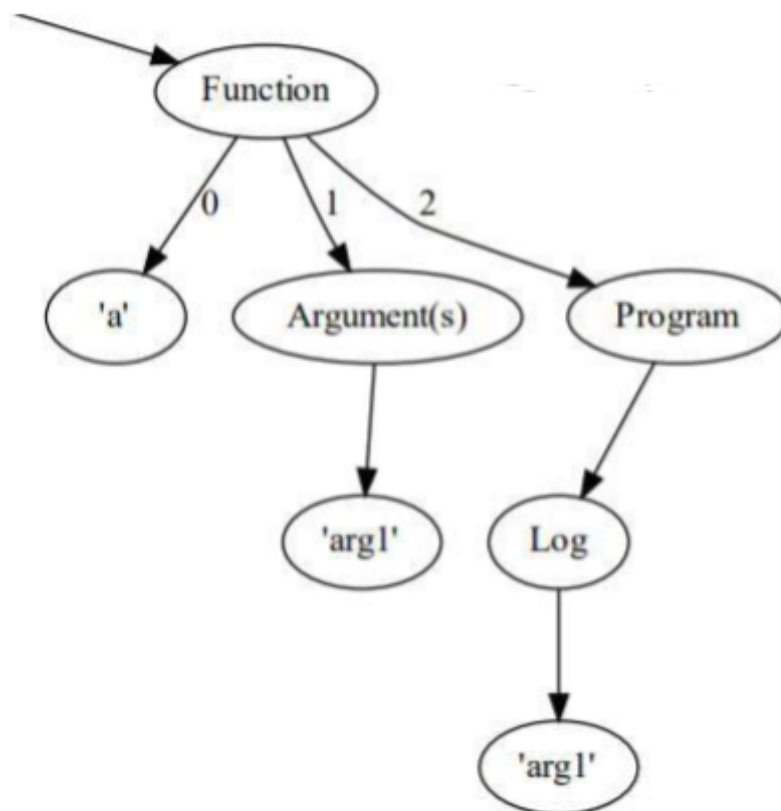 Function
0
1
2
'a'
Argument(s)
Program
'arg1'
Log
'arg1'